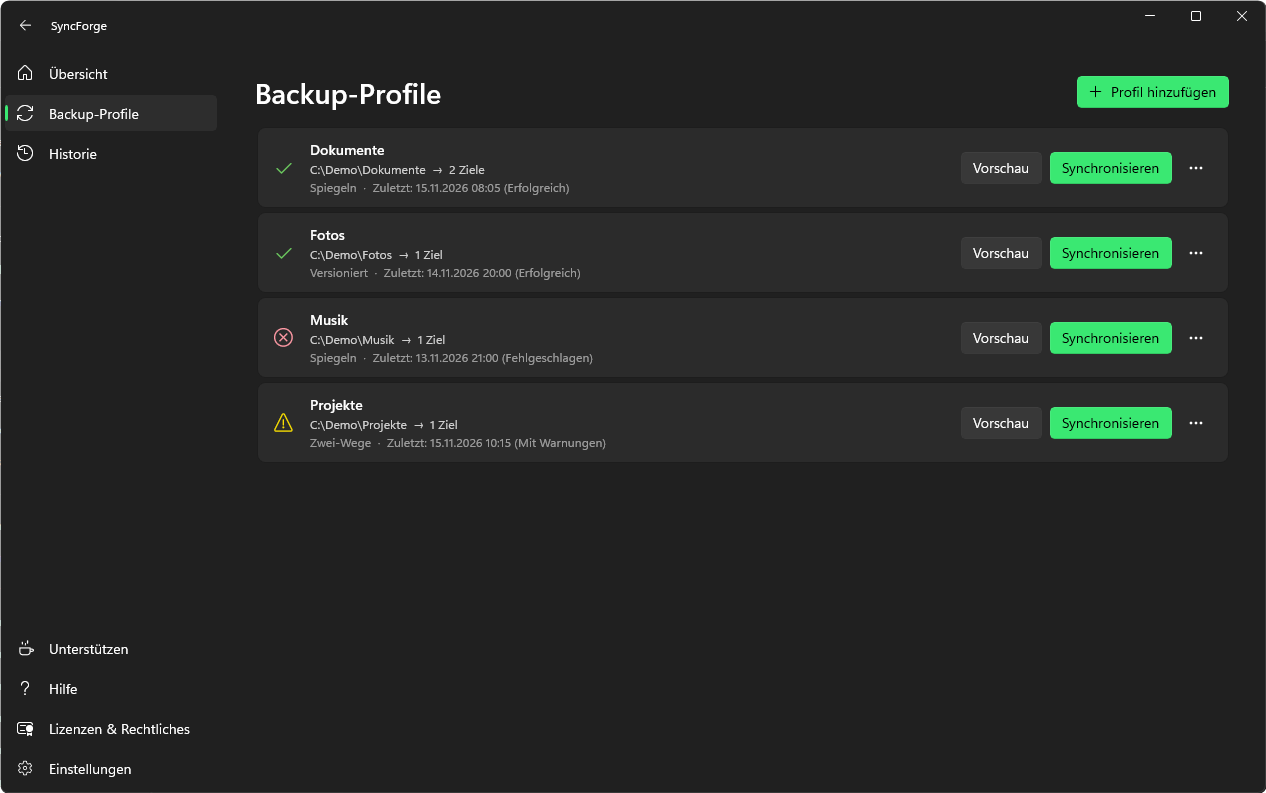 SyncForge
Übersicht
Backup-Profile
Historie
Backup-Profile
Profil hinzufügen
Dokumente
C:\Demo\Dokumente → 2 Ziele
Spiegeln · Zuletzt: 15.11.2026 08:05 (Erfolgreich)
Vorschau
Synchronisieren
Fotos
C:\Demo\Fotos → 1 Ziel
Versioniert · Zuletzt: 14.11.2026 20:00 (Erfolgreich)
Vorschau
Synchronisieren
Musik
C:\Demo\Musik → 1 Ziel
Spiegeln · Zuletzt: 13.11.2026 21:00 (Fehlgeschlagen)
Vorschau
Synchronisieren
Projekte
C:\Demo\Projekte → 1 Ziel
Zwei-Wege · Zuletzt: 15.11.2026 10:15 (Mit Warnungen)
Vorschau
Synchronisieren
Unterstützen
Hilfe
Lizenzen & Rechtliches
Einstellungen